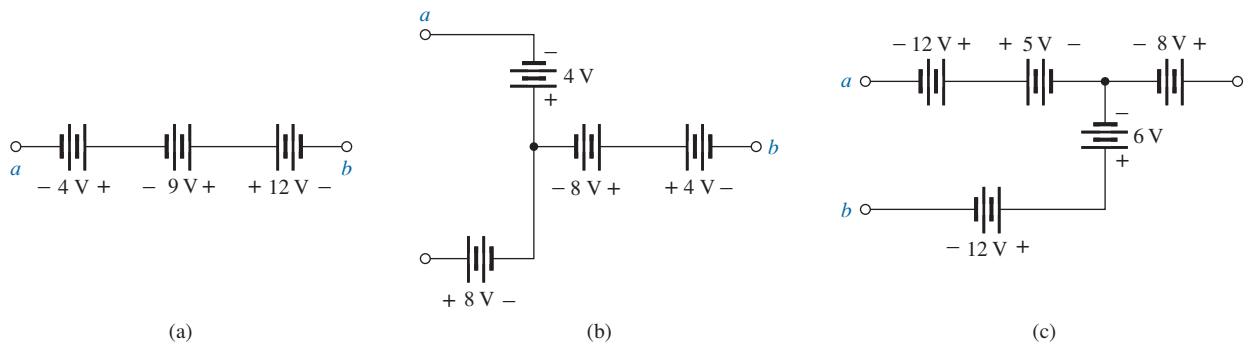 a
− 4 V + − 9 V + + 12 V −
b
(a)
a
−
4 V
+
− 8 V + + 4 V −
b
+ 8 V −
(b)
− 12 V + + 5 V − − 8 V +
a
−
6 V
+
b
− 12 V +
(c)